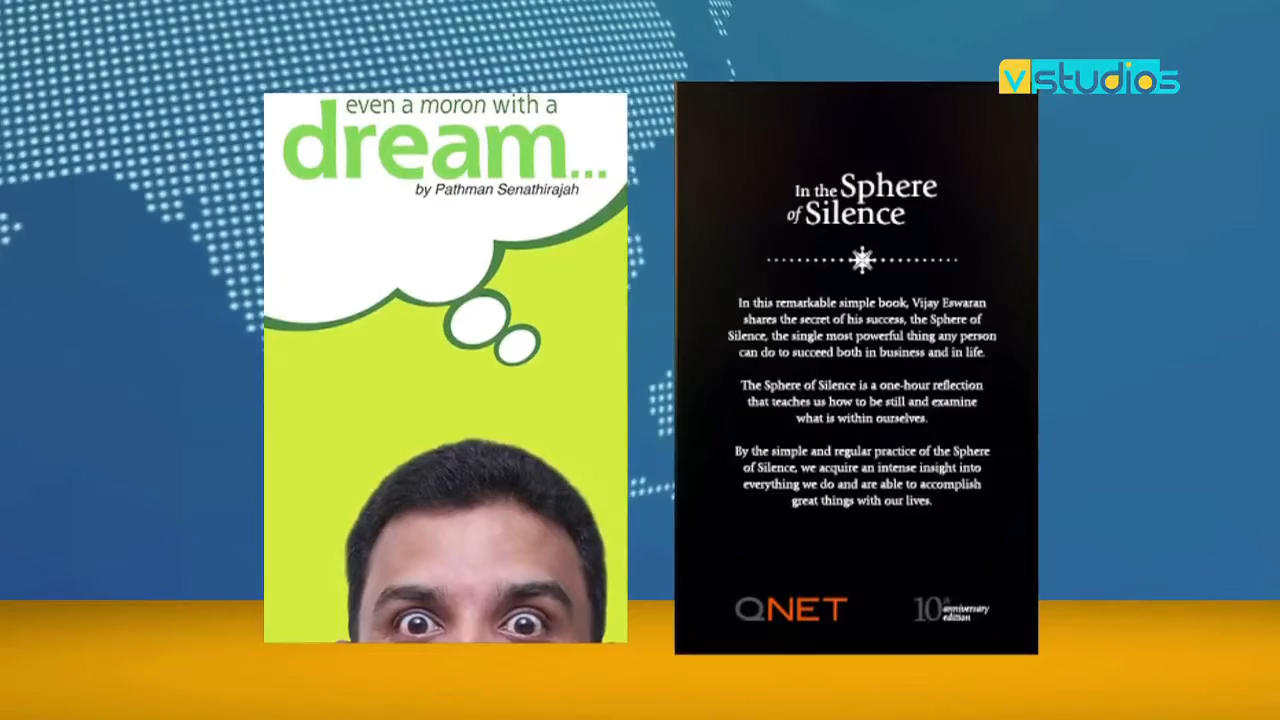 vstudios
even a moron with a
dream...
by Pathman Senathirajah
In the Sphere
of Silence
In this remarkable simple book, Vijay Eswaran
shares the secret of his success, the Sphere of
Silence, the single most powerful thing any person
can do to succeed both in business and in life.
The Sphere of Silence is a one-hour reflection
that teaches us how to be still and examine
what is within ourselves.
By the simple and regular practice of the Sphere
of Silence, we acquire an intense insight into
everything we do and are able to accomplish
great things with our lives.
QNET
10th anniversary
edition